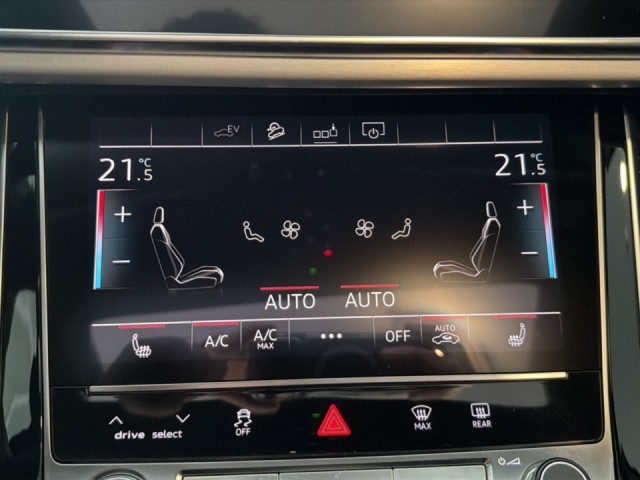 EV
21.5 °C
21.5 °C
+
+
−
−
AUTO AUTO
A/C
A/C MAX
...
OFF
AUTO
drive select
OFF
MAX
REAR